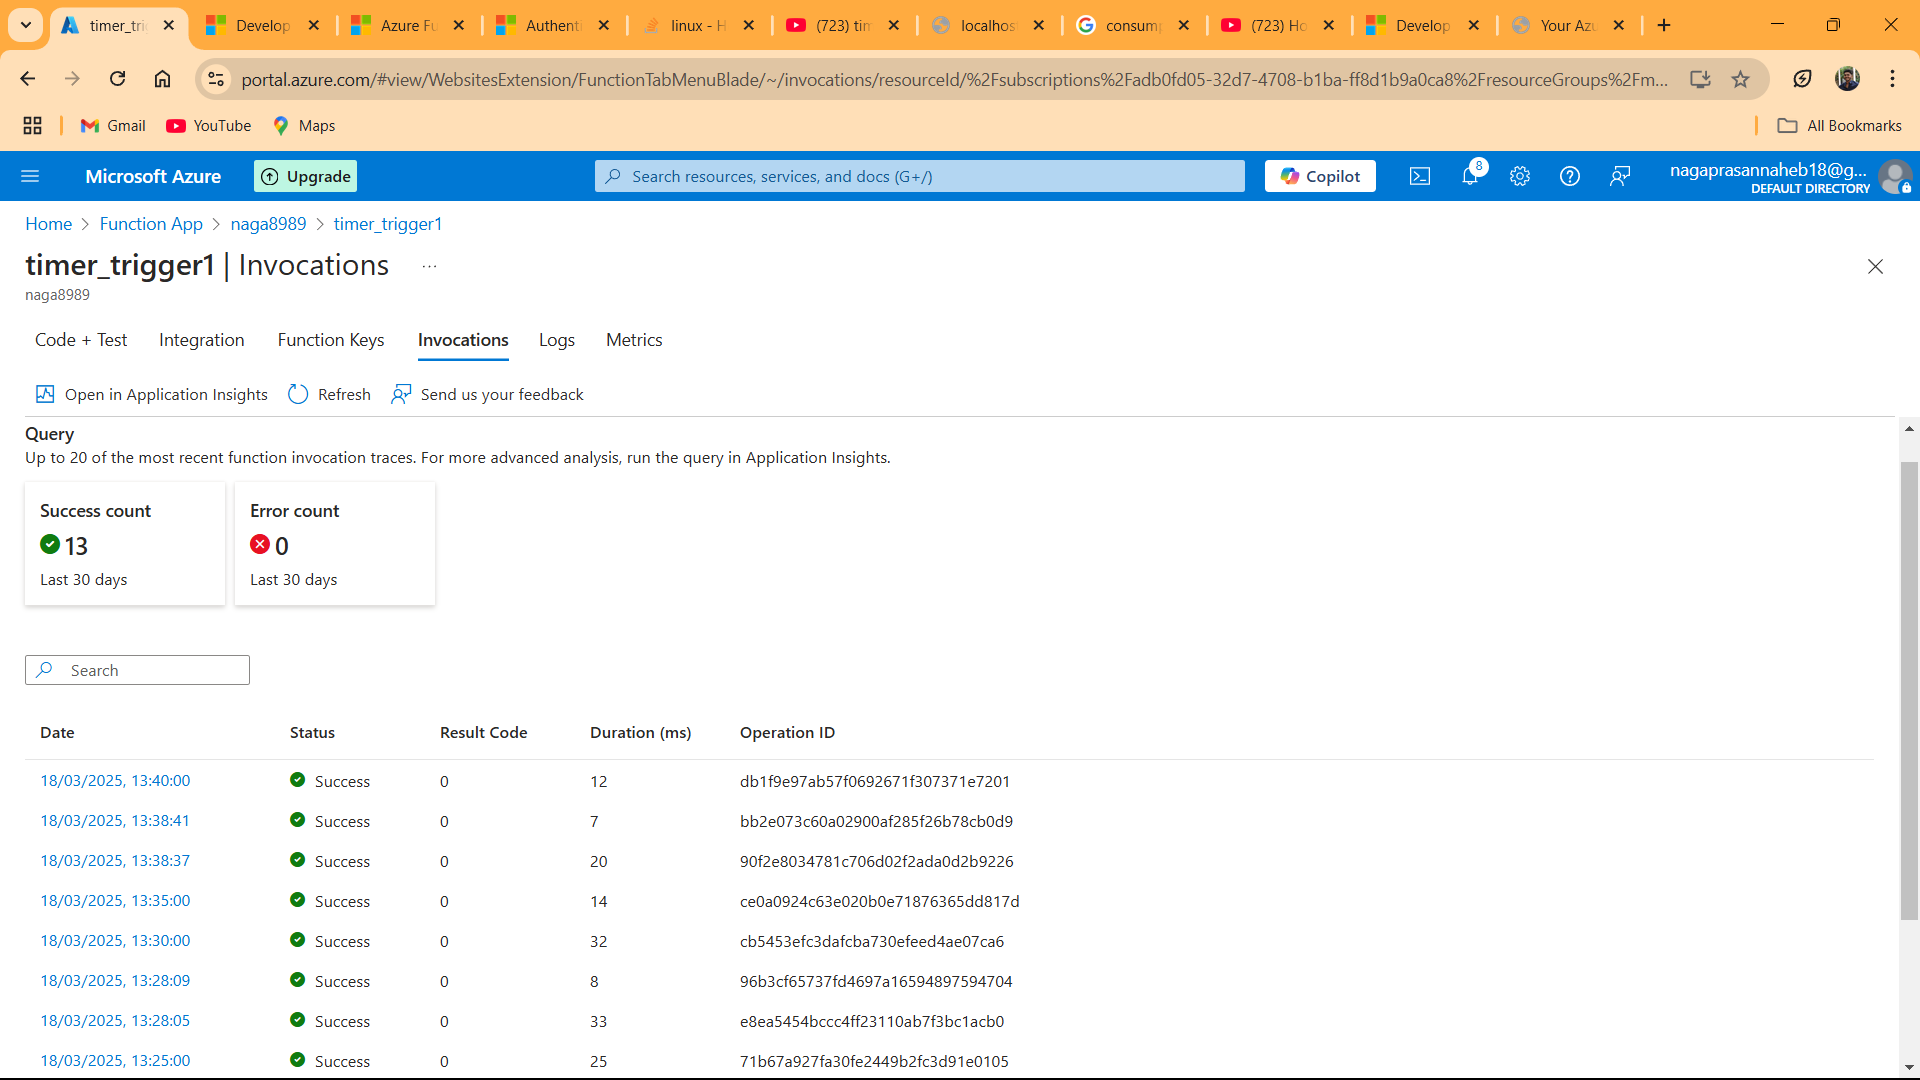 timer_tri
Develop
Azure Fu
Authenti
linux - H
(723) tim
localhos
consump
(723) Ho
Develop
Your Azu
portal.azure.com/#view/WebsitesExtension/FunctionTabMenuBlade/~/invocations/resourceId/%2Fsubscriptions%2Fadb0fd05-32d7-4708-b1ba-ff8d1b9a0ca8%2FresourceGroups%2Fm...
Gmail
YouTube
Maps
All Bookmarks
Microsoft Azure
Upgrade
Search resources, services, and docs (G+/)
Copilot
8
nagaprasannaheb18@g...
DEFAULT DIRECTORY
Home > Function App > naga8989 > timer_trigger1
timer_trigger1 | Invocations ...
naga8989
Code + Test Integration Function Keys Invocations Logs Metrics
Open in Application Insights Refresh Send us your feedback
Query
Up to 20 of the most recent function invocation traces. For more advanced analysis, run the query in Application Insights.
Success count
13
Last 30 days
Error count
0
Last 30 days
Search
Date Status Result Code Duration (ms) Operation ID
18/03/2025, 13:40:00 Success 0 12 db1f9e97ab57f0692671f307371e7201
18/03/2025, 13:38:41 Success 0 7 bb2e073c60a02900af285f26b78cb0d9
18/03/2025, 13:38:37 Success 0 20 90f2e8034781c706d02f2ada0d2b9226
18/03/2025, 13:35:00 Success 0 14 ce0a0924c63e020b0e71876365dd817d
18/03/2025, 13:30:00 Success 0 32 cb5453efc3dafcba730efeed4ae07ca6
18/03/2025, 13:28:09 Success 0 8 96b3cf65737fd4697a16594897594704
18/03/2025, 13:28:05 Success 0 33 e8ea5454bccc4ff23110ab7f3bc1acb0
18/03/2025, 13:25:00 Success 0 25 71b67a927fa30fe2449b2fc3d91e0105